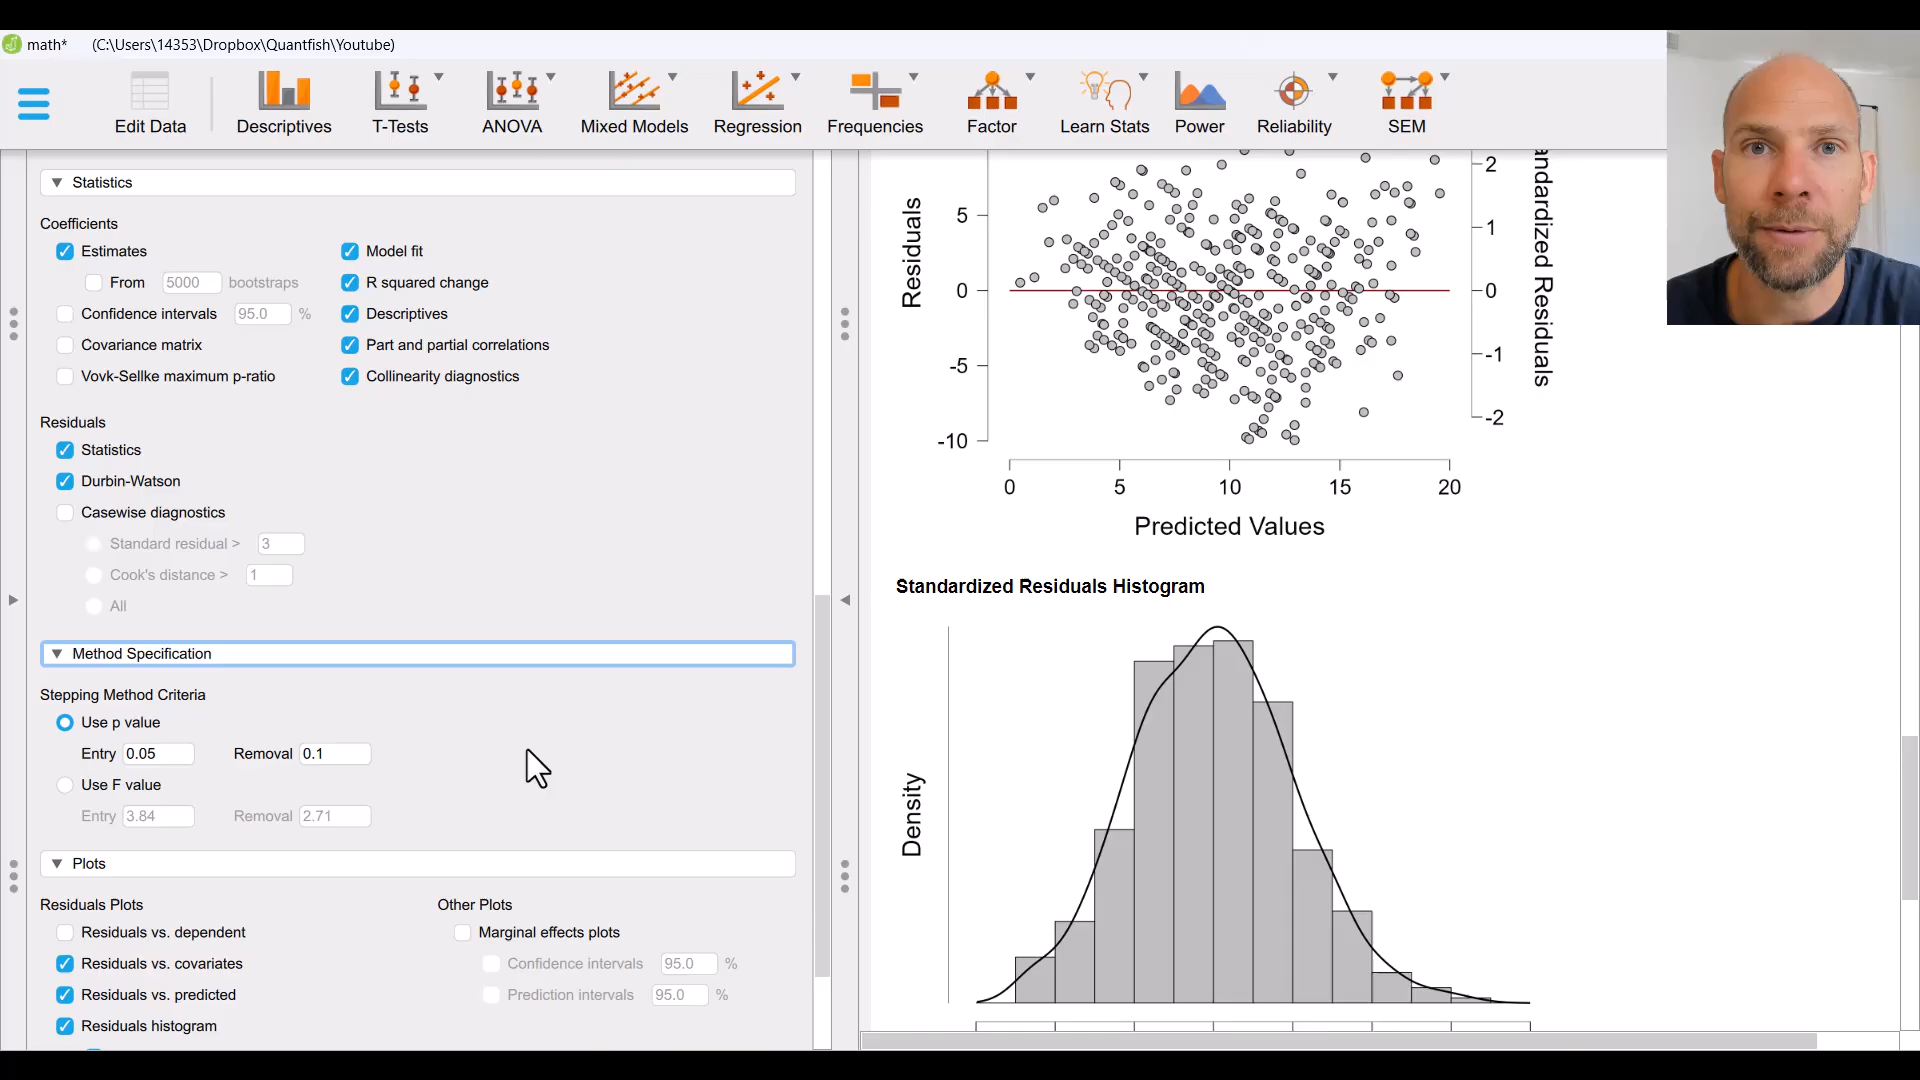 math* (C:\Users\14353\Dropbox\Quantfish\Youtube)
Edit Data
Descriptives
T-Tests
ANOVA
Mixed Models
Regression
Frequencies
Factor
Learn Stats
Power
Reliability
SEM
Statistics
Coefficients
Estimates
Model fit
From 5000 bootstraps
R squared change
Confidence intervals 95.0 %
Descriptives
Covariance matrix
Part and partial correlations
Vovk-Sellke maximum p-ratio
Collinearity diagnostics
Residuals
Statistics
Durbin-Watson
Casewise diagnostics
Standard residual > 3
Cook's distance > 1
All
Method Specification
Stepping Method Criteria
Use p value
Entry 0.05 Removal 0.1
Use F value
Entry 3.84 Removal 2.71
Plots
Residuals Plots
Other Plots
Residuals vs. dependent
Marginal effects plots
Residuals vs. covariates
Confidence intervals 95.0 %
Residuals vs. predicted
Prediction intervals 95.0 %
Residuals histogram
Residuals
5
0
-5
-10
2
1
0
-1
-2
andardized Residuals
0 5 10 15 20
Predicted Values
Standardized Residuals Histogram
Density